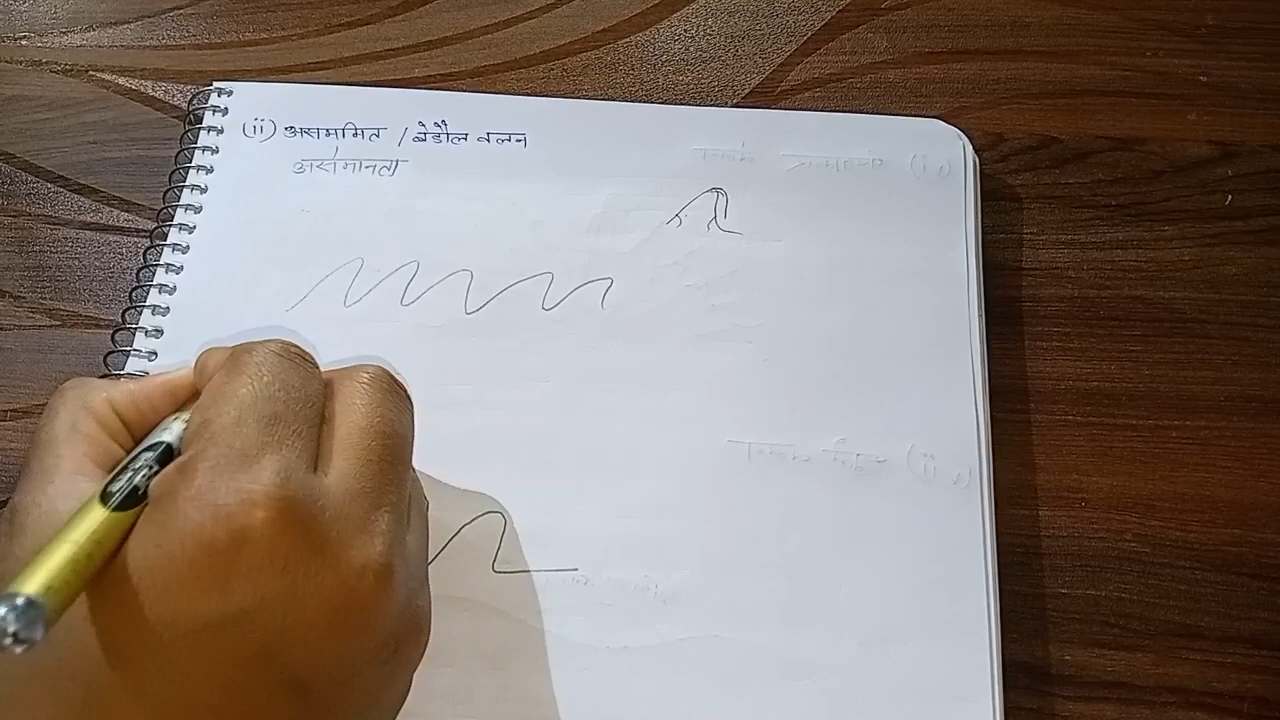 (ii) असममित / बेडौल वलन
असमानता